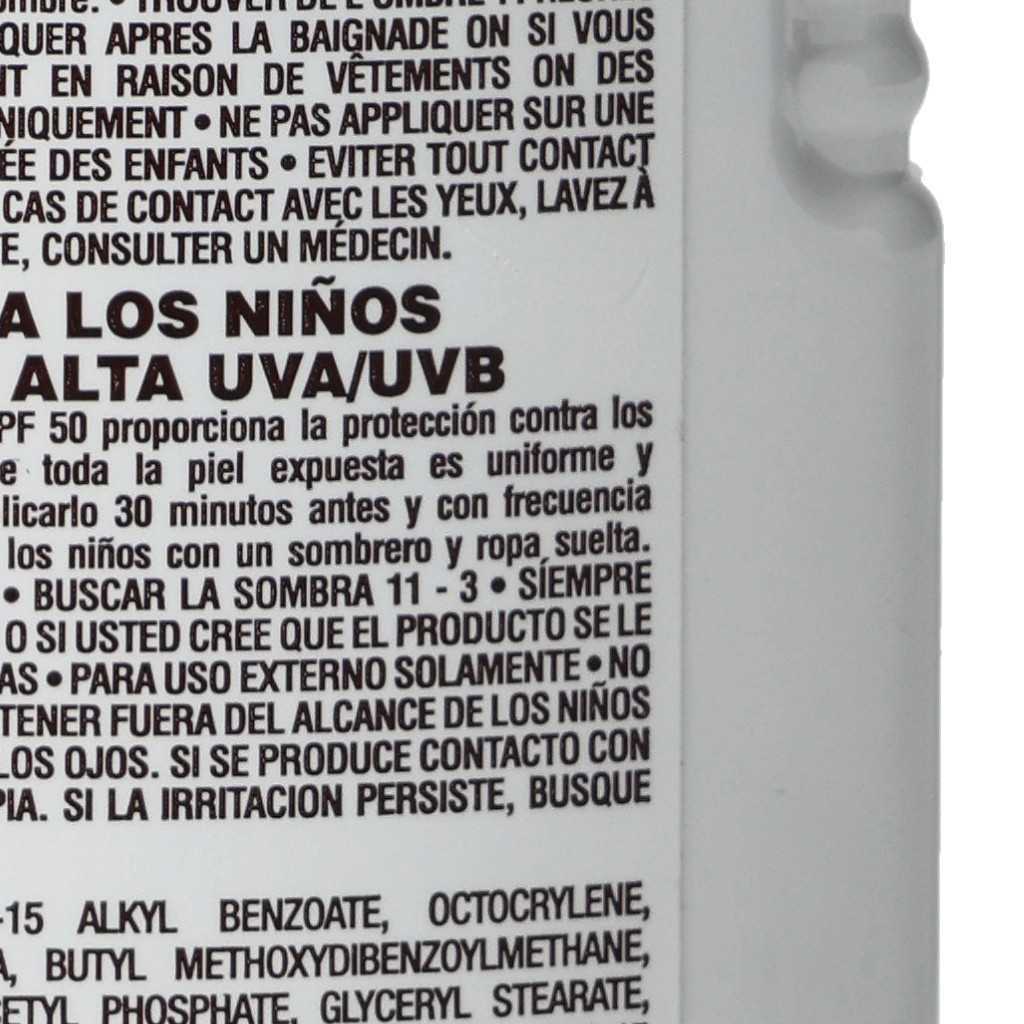 QUER APRES LA BAIGNADE ON SI VOUS
NT EN RAISON DE VÊTEMENTS ON DES
NIQUEMENT • NE PAS APPLIQUER SUR UNE
ÉE DES ENFANTS • EVITER TOUT CONTACT
CAS DE CONTACT AVEC LES YEUX, LAVEZ À
E, CONSULTER UN MÉDECIN.
A LOS NIÑOS
ALTA UVA/UVB
PF 50 proporciona la protección contra los
e toda la piel expuesta es uniforme y
licarlo 30 minutos antes y con frecuencia
los niños con un sombrero y ropa suelta.
• BUSCAR LA SOMBRA 11 - 3 • SÍEMPRE
O SI USTED CREE QUE EL PRODUCTO SE LE
AS • PARA USO EXTERNO SOLAMENTE • NO
TENER FUERA DEL ALCANCE DE LOS NIÑOS
LOS OJOS. SI SE PRODUCE CONTACTO CON
PIA. SI LA IRRITACION PERSISTE, BUSQUE
-15 ALKYL BENZOATE, OCTOCRYLENE,
A, BUTYL METHOXYDIBENZOYLMETHANE,
CETYL PHOSPHATE, GLYCERYL STEARATE,